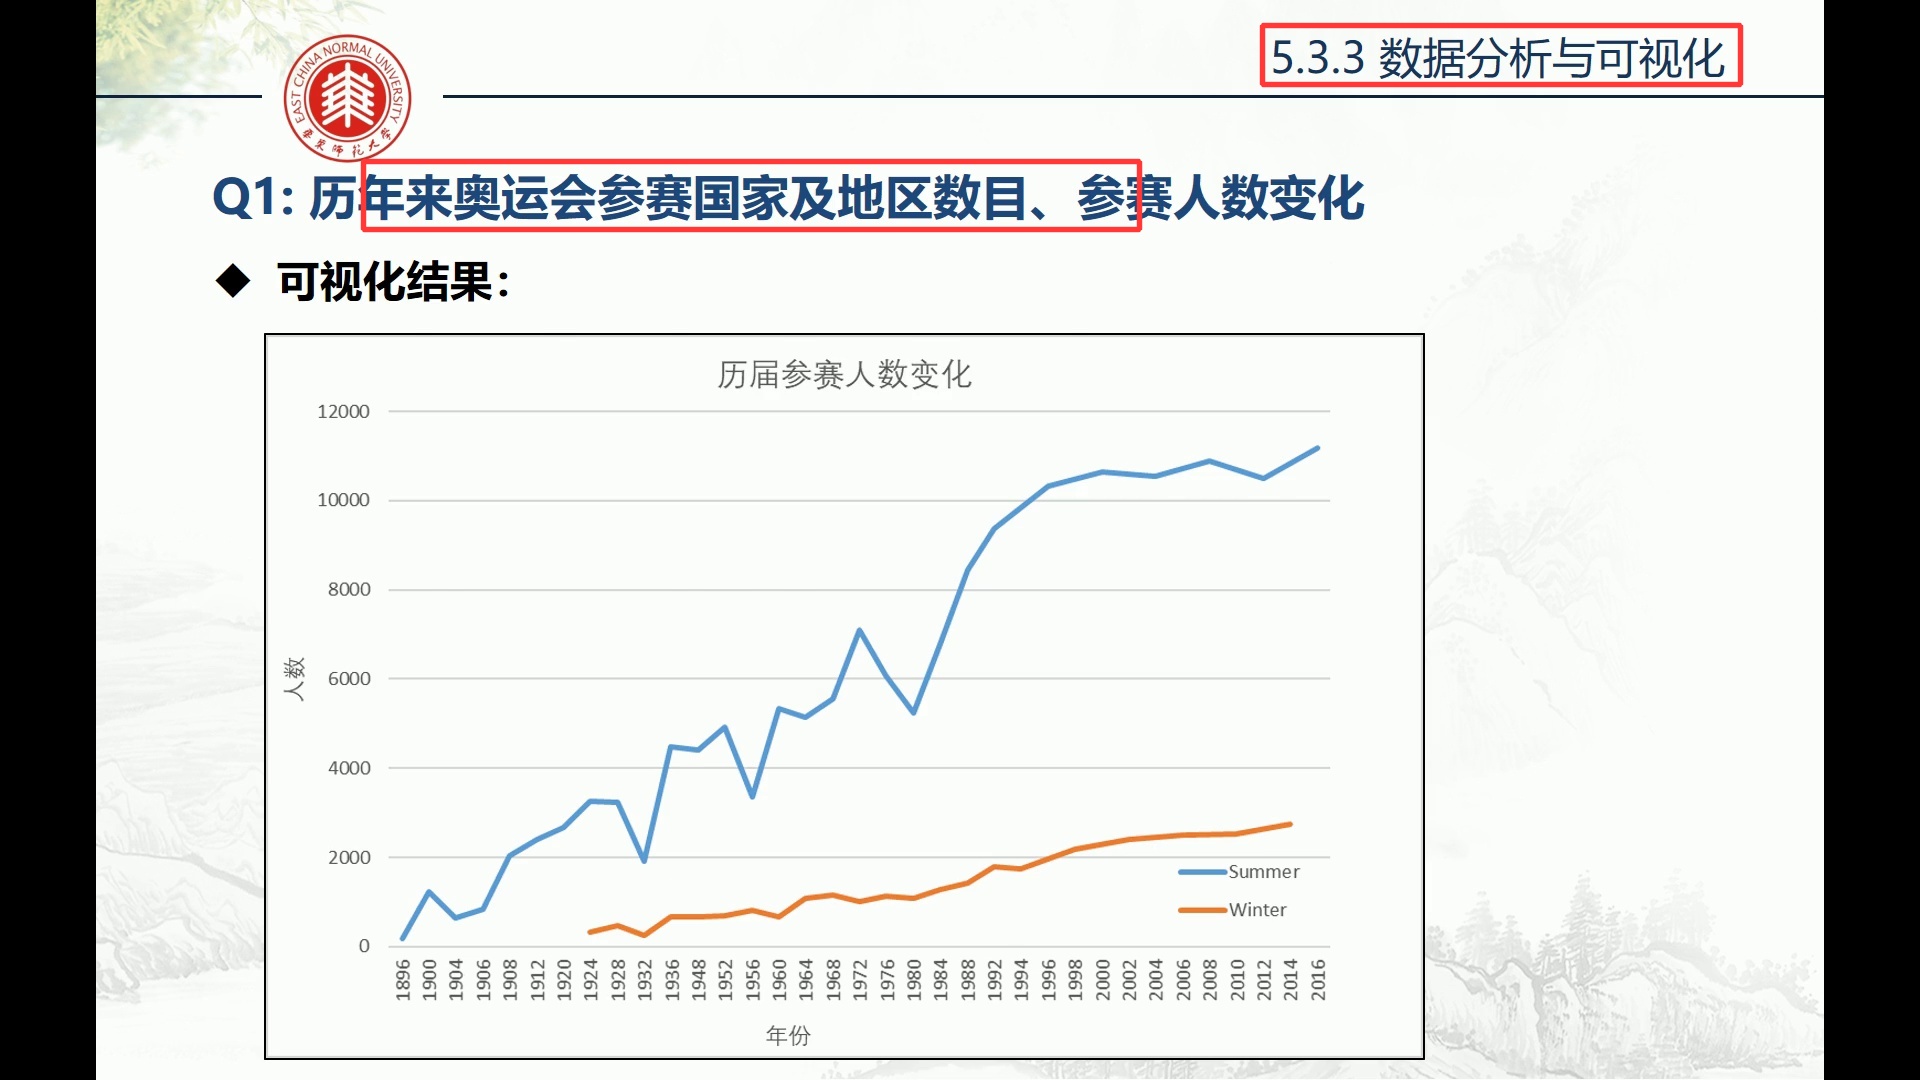 5.3.3 数据分析与可视化
EAST CHINA NORMAL UNIVERSITY
华东师范大学
Q1: 历年来奥运会参赛国家及地区数目、参赛人数变化
◆ 可视化结果：
历届参赛人数变化
12000
10000
8000
6000
4000
2000
0
人数
Summer
Winter
1896 1900 1904 1906 1908 1912 1920 1924 1928 1932 1936 1948 1952 1956 1960 1964 1968 1972 1976 1980 1984 1988 1992 1994 1996 1998 2000 2002 2004 2006 2008 2010 2012 2014 2016
年份